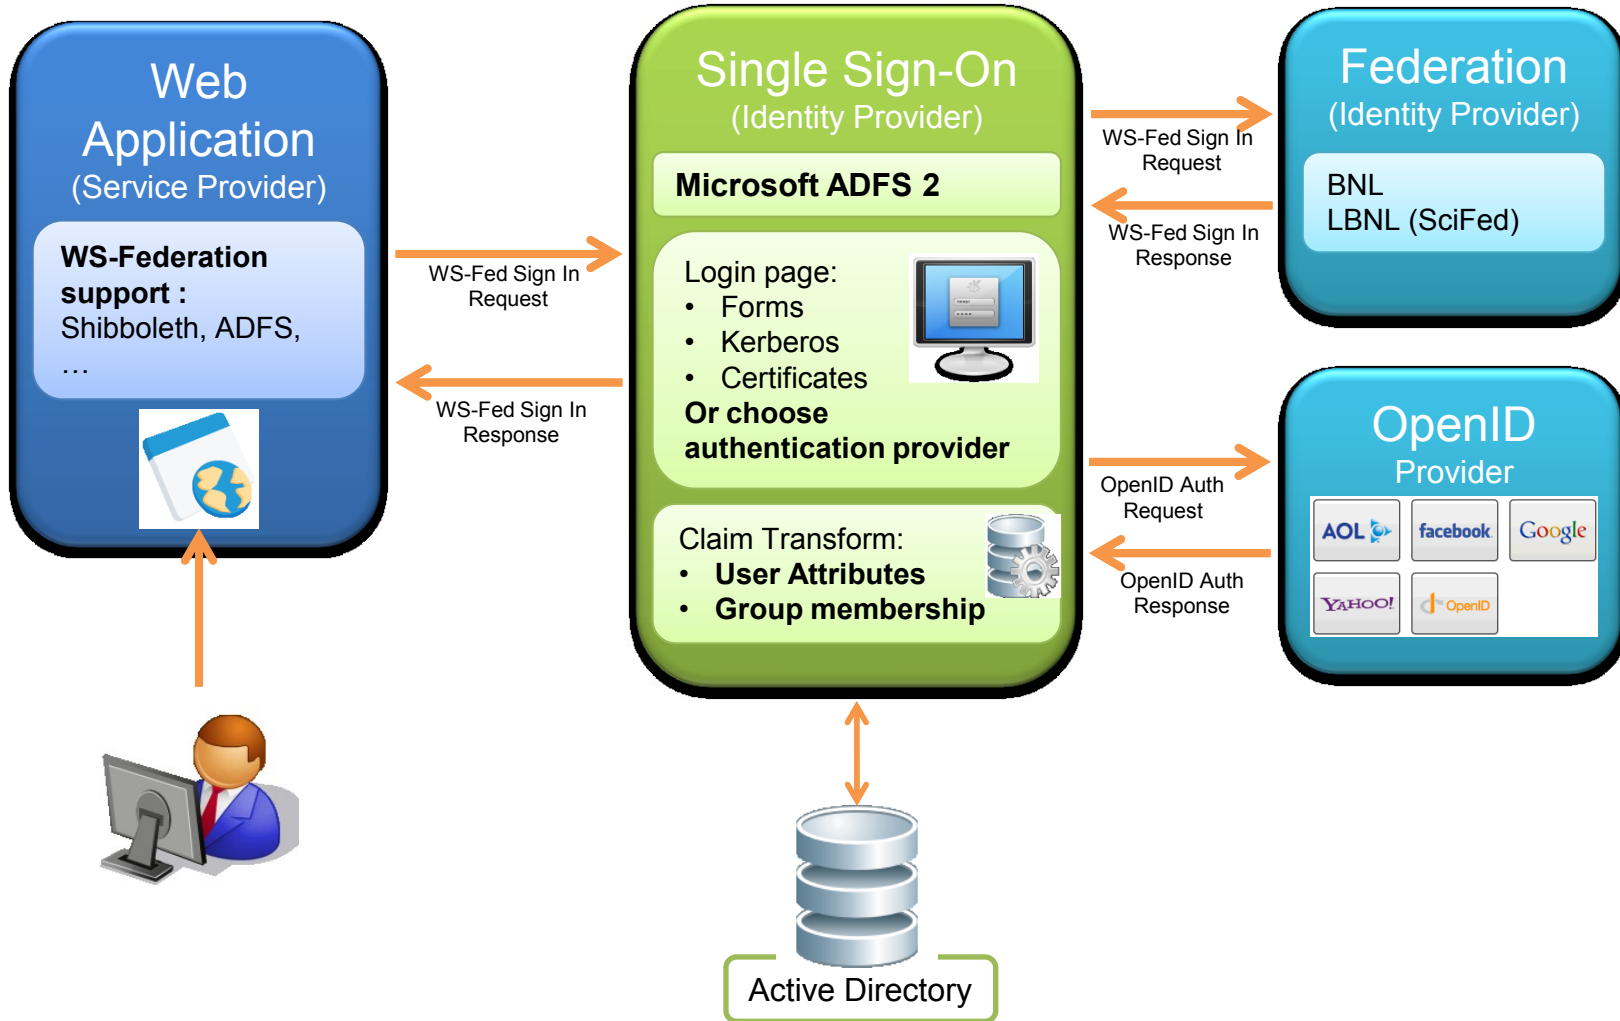 Web
Application
(Service Provider)
WS-Federation
support :
Shibboleth, ADFS,
…
WS-Fed Sign In
Request
WS-Fed Sign In
Response
Single Sign-On
(Identity Provider)
Microsoft ADFS 2
Login page:
• Forms
• Kerberos
• Certificates
Or choose
authentication provider
Claim Transform:
• User Attributes
• Group membership
WS-Fed Sign In
Request
WS-Fed Sign In
Response
Federation
(Identity Provider)
BNL
LBNL (SciFed)
OpenID Auth
Request
OpenID Auth
Response
OpenID
Provider
AOL
facebook
Google
YAHOO!
OpenID
Active Directory